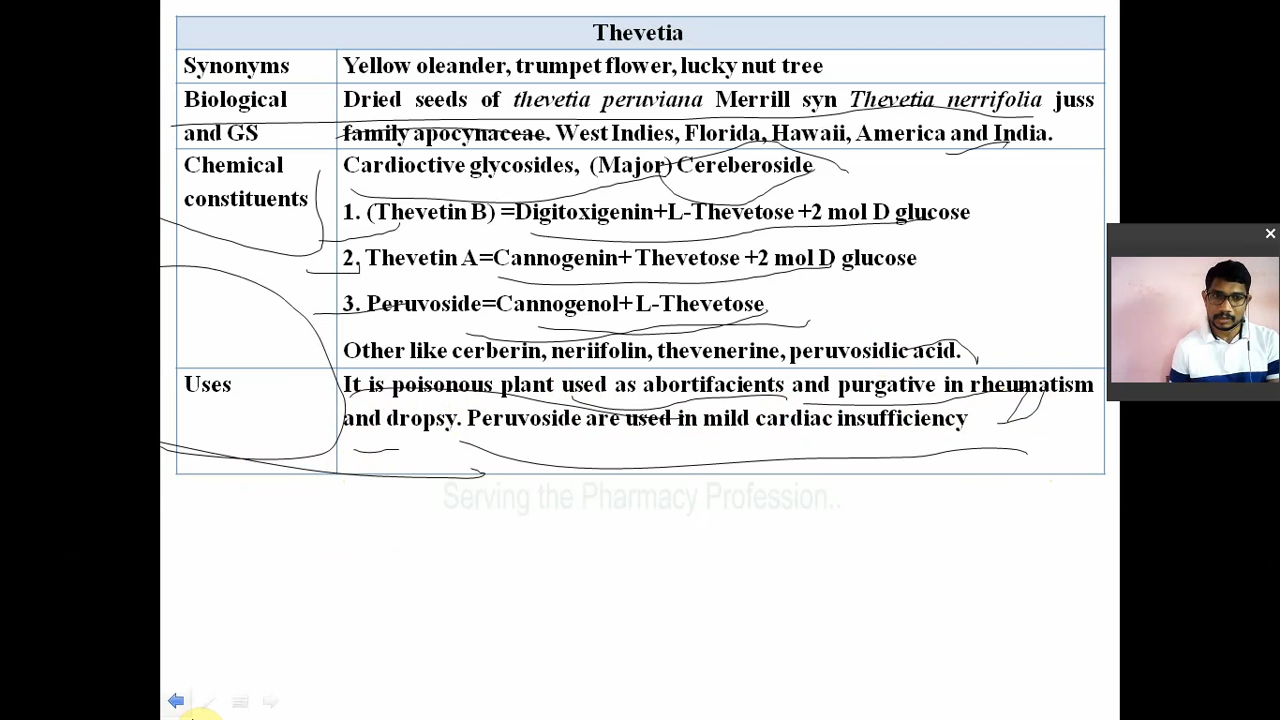 Thevetia
Synonyms
Yellow oleander, trumpet flower, lucky nut tree
Biological
and GS
Dried seeds of thevetia peruviana Merrill syn Thevetia nerrifolia juss
family apocynaceae. West Indies, Florida, Hawaii, America and India.
Chemical
constituents
Cardioctive glycosides, (Major) Cereberoside
1. (Thevetin B) =Digitoxigenin+L-Thevetose +2 mol D glucose
2. Thevetin A=Cannogenin+ Thevetose +2 mol D glucose
3. Peruvoside=Cannogenol+ L-Thevetose
Other like cerberin, neriifolin, thevenerine, peruvosidic acid.
Uses
It is poisonous plant used as abortifacients and purgative in rheumatism
and dropsy. Peruvoside are used in mild cardiac insufficiency
Serving the Pharmacy Profession..